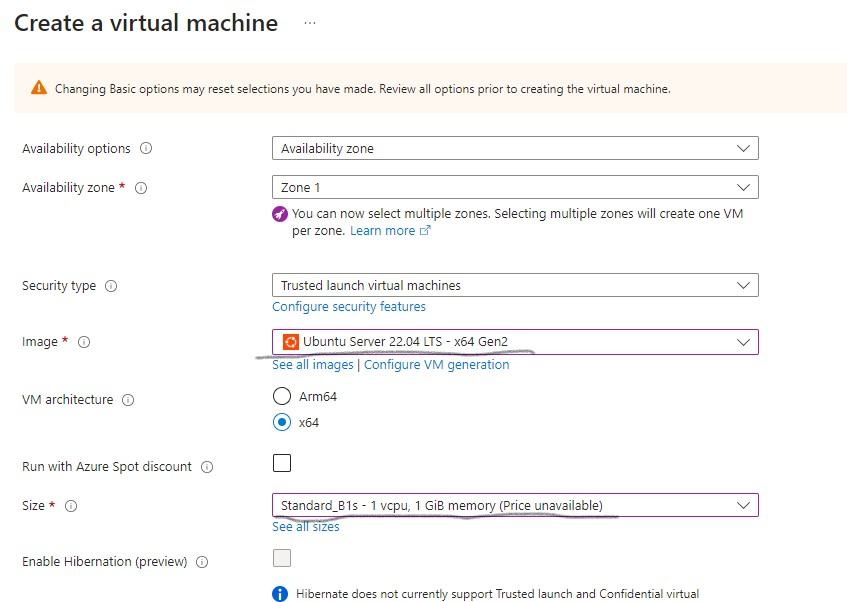 Create a virtual machine ...
Changing Basic options may reset selections you have made. Review all options prior to creating the virtual machine.
Availability options
Availability zone
Availability zone *
Zone 1
You can now select multiple zones. Selecting multiple zones will create one VM
per zone. Learn more
Security type
Trusted launch virtual machines
Configure security features
Image *
Ubuntu Server 22.04 LTS - x64 Gen2
See all images | Configure VM generation
VM architecture
Arm64
x64
Run with Azure Spot discount
Size *
Standard_B1s - 1 vcpu, 1 GiB memory (Price unavailable)
See all sizes
Enable Hibernation (preview)
Hibernate does not currently support Trusted launch and Confidential virtual